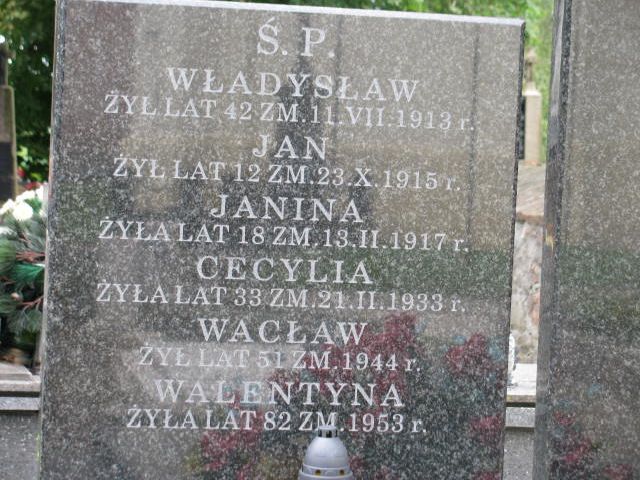 Ś. P.
WŁADYSŁAW
ŻYŁ LAT 42 ZM. 11. VII. 1913 r.
JAN
ŻYŁ LAT 12 ZM. 23. X. 1915 r.
JANINA
ŻYŁA LAT 18 ZM. 13. II. 1917 r.
CECYLIA
ŻYŁA LAT 33 ZM. 21. II. 1933 r.
WACŁAW
ŻYŁ LAT 51 ZM. 1944 r.
WALENTYNA
ŻYŁA LAT 82 ZM. 1953 r.